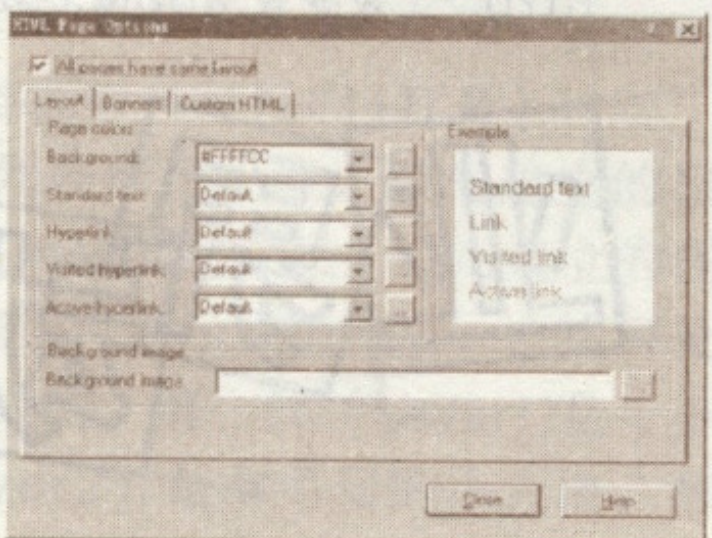 HTML Page Options
All pages have same layout
Layout Banners Custom HTML
Page colors
Background: #FFFFCC
Standard text: Default
Hyperlink: Default
Visited hyperlink: Default
Active hyperlink: Default
Example
Standard text
Link
Visited link
Active link
Background image
Background image:
Close Help